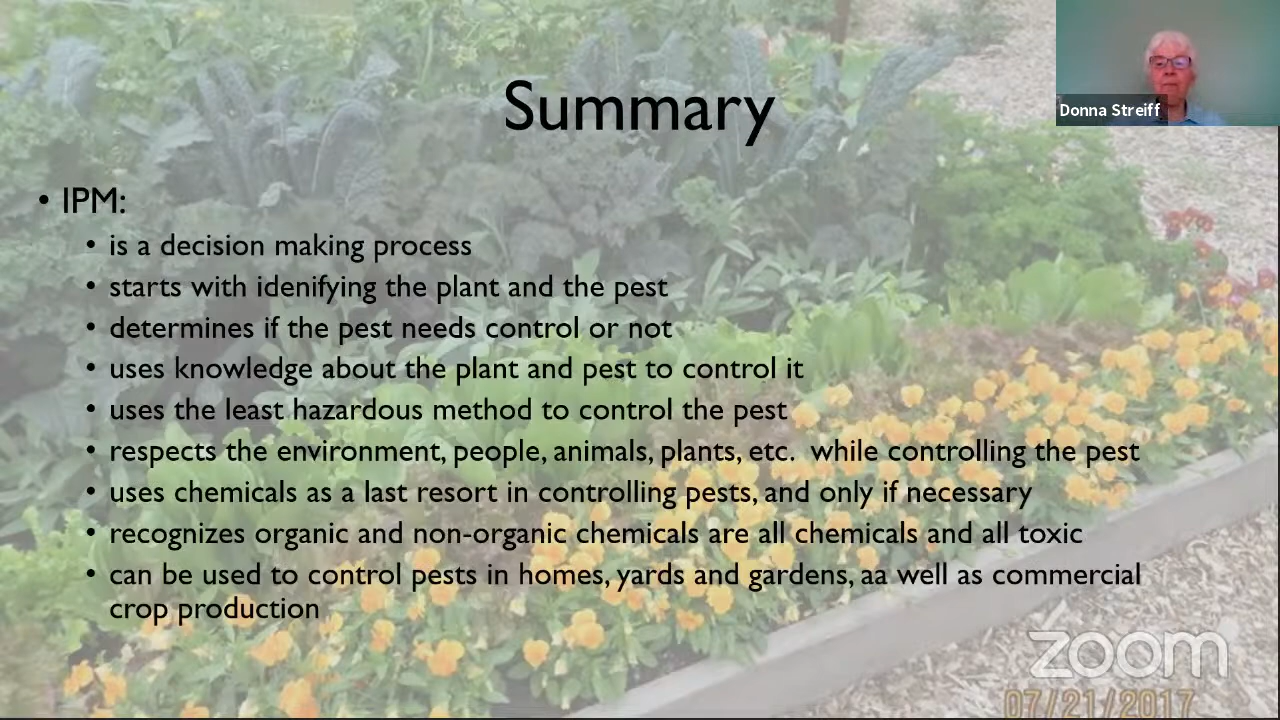 Summary
Donna Streiff
• IPM:
• is a decision making process
• starts with idenifying the plant and the pest
• determines if the pest needs control or not
• uses knowledge about the plant and pest to control it
• uses the least hazardous method to control the pest
• respects the environment, people, animals, plants, etc.  while controlling the pest
• uses chemicals as a last resort in controlling pests, and only if necessary
• recognizes organic and non-organic chemicals are all chemicals and all toxic
• can be used to control pests in homes, yards and gardens, aa well as commercial
crop production
zoom
07/21/2017